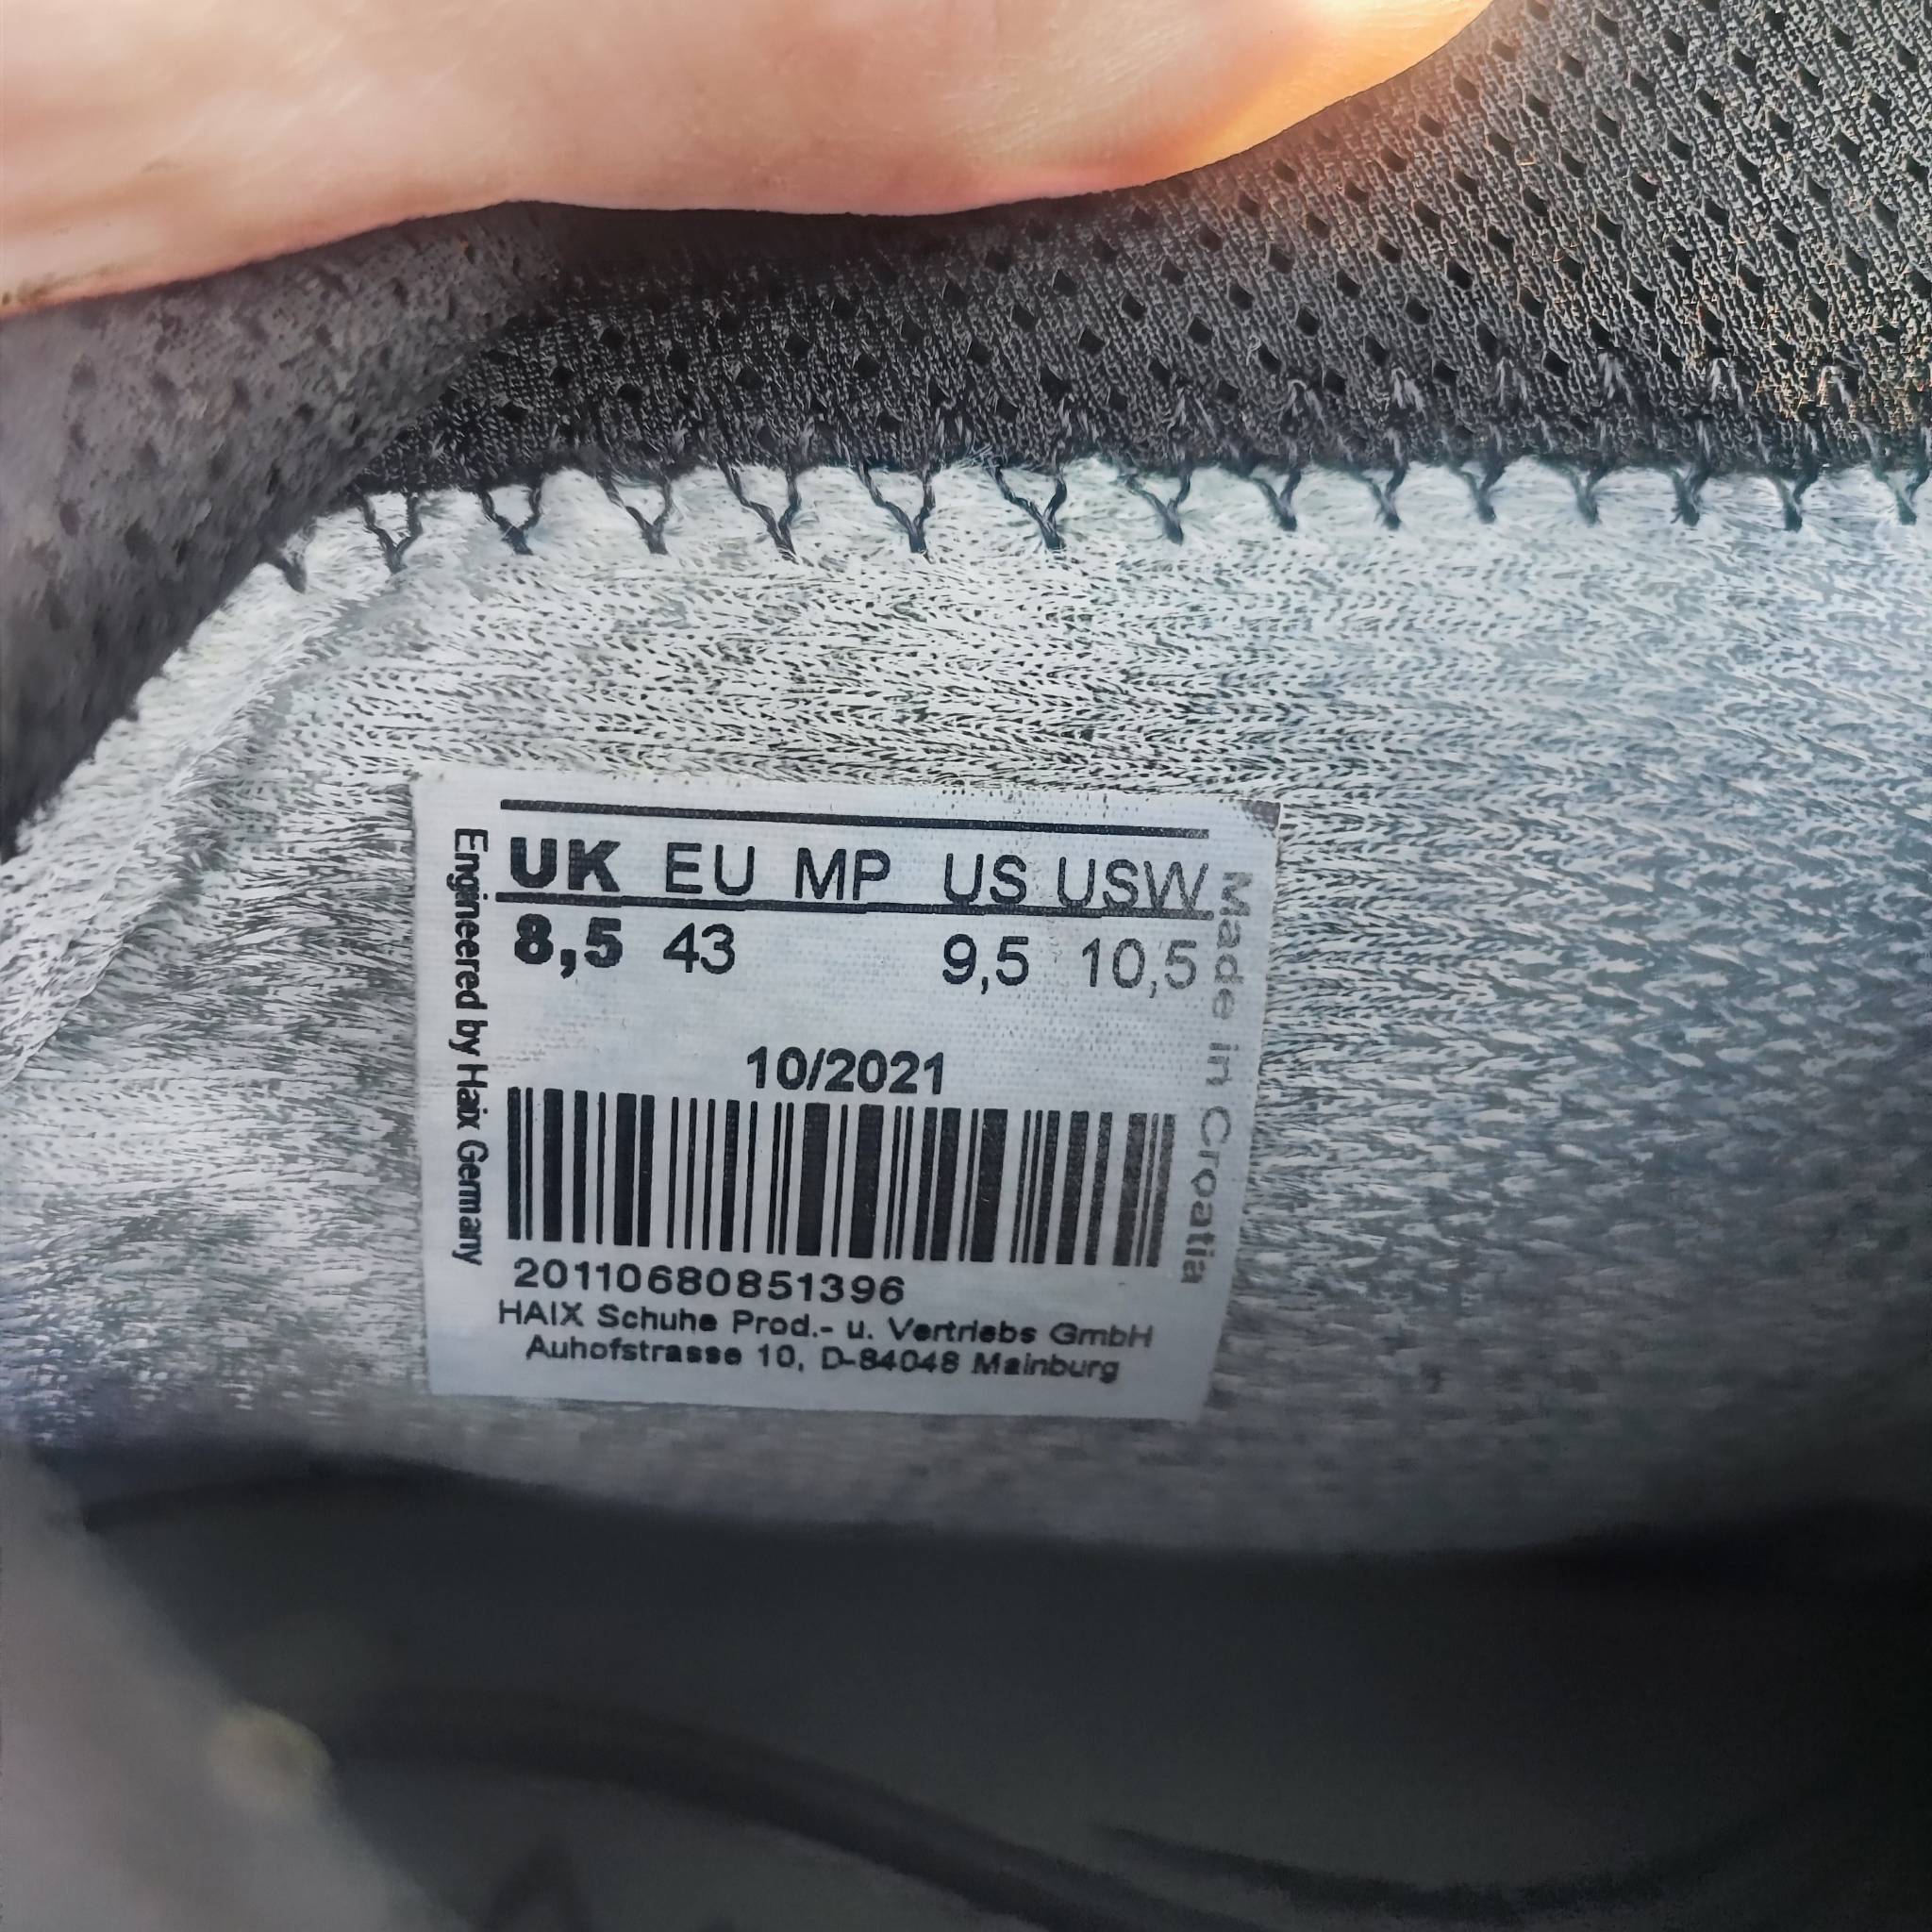 UK EU MP US USW
8,5 43 9,5 10,5
10/2021
20110680851396
HAIX Schuhe Prod.- u. Vertriebs GmbH
Auhofstrasse 10, D-84048 Mainburg
Engineered by Haix Germany
Made in Croatia